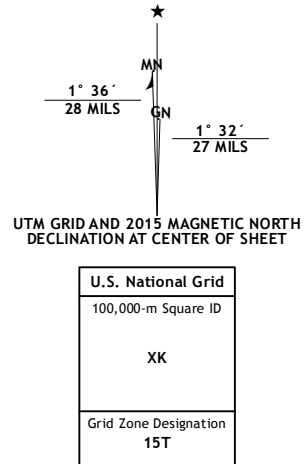 ★
MN
1° 36´
28 MILS
GN
1° 32´
27 MILS
UTM GRID AND 2015 MAGNETIC NORTH
DECLINATION AT CENTER OF SHEET
U.S. National Grid
100,000-m Square ID
XK
Grid Zone Designation
15T